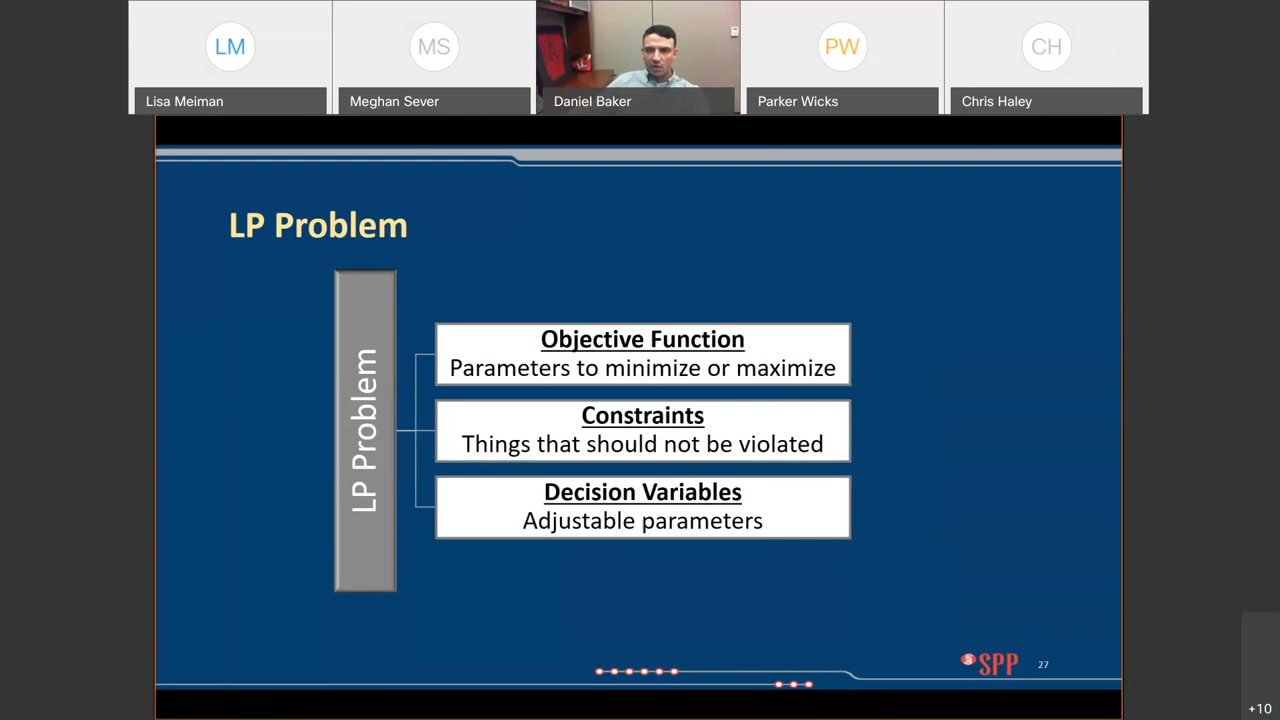 LM
MS
PW
CH
Lisa Meiman
Meghan Sever
Daniel Baker
Parker Wicks
Chris Haley
LP Problem
LP Problem
Objective Function
Parameters to minimize or maximize
Constraints
Things that should not be violated
Decision Variables
Adjustable parameters
SPP
27
+10